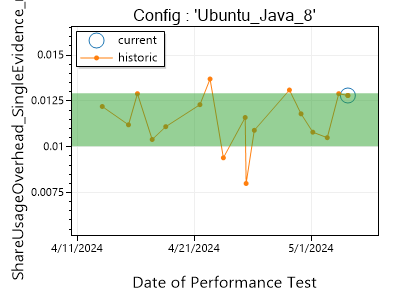 Config : 'Ubuntu_Java_8'
current
historic
0.015
0.0125
0.01
0.0075
4/11/2024
4/21/2024
5/1/2024
Date of Performance Test
ShareUsageOverhead_SingleEvidence_